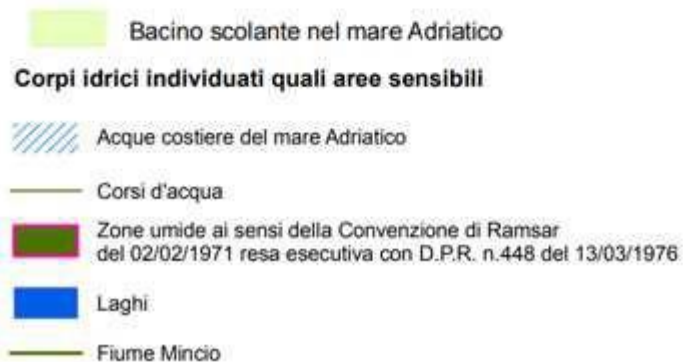 Bacino scolante nel mare Adriatico
Corpi idrici individuati quali aree sensibili
Acque costiere del mare Adriatico
Corsi d'acqua
Zone umide ai sensi della Convenzione di Ramsar
del 02/02/1971 resa esecutiva con D.P.R. n.448 del 13/03/1976
Laghi
Fiume Mincio